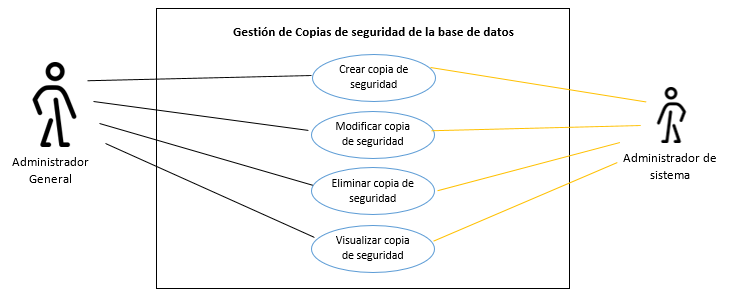 Gestión de Copias de seguridad de la base de datos
Crear copia de
seguridad
Modificar copia
de seguridad
Eliminar copia de
seguridad
Visualizar copia
de seguridad
Administrador
General
Administrador de
sistema